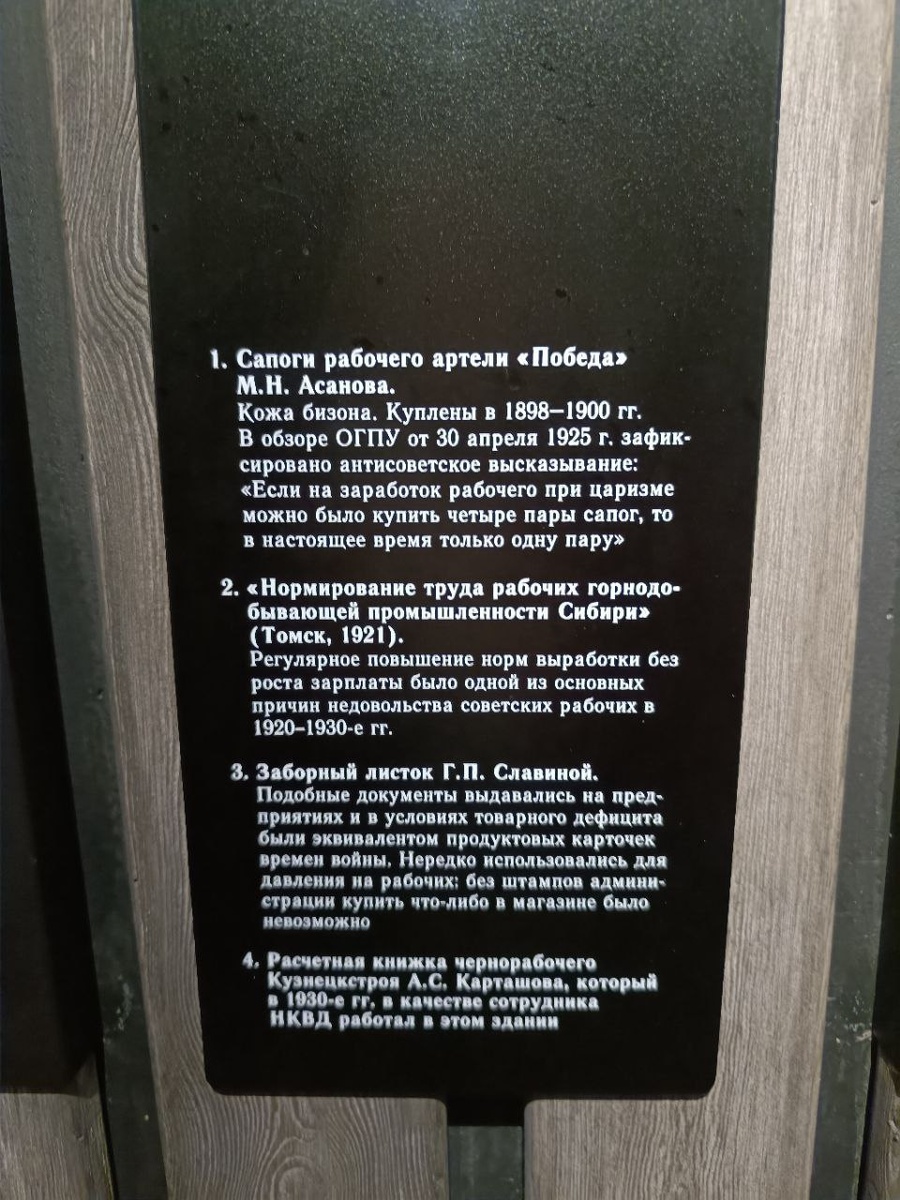 1. Сапоги рабочего артели «Победа»
М.Н. Асанова.
Кожа бизона. Куплены в 1898–1900 гг.
В обзоре ОГПУ от 30 апреля 1925 г. зафик-
сировано антисоветское высказывание:
«Если на заработок рабочего при царизме
можно было купить четыре пары сапог, то
в настоящее время только одну пару»
2. «Нормирование труда рабочих горнодо-
бывающей промышленности Сибири»
(Томск, 1921).
Регулярное повышение норм выработки без
роста зарплаты было одной из основных
причин недовольства советских рабочих в
1920–1930-е гг.
3. Заборный листок Г.П. Славиной.
Подобные документы выдавались на пред-
приятиях и в условиях товарного дефицита
были эквивалентом продуктовых карточек
времен войны. Нередко использовались для
давления на рабочих: без штампов админи-
страции купить что-либо в магазине было
невозможно
4. Расчетная книжка чернорабочего
Кузнецкстроя А.С. Карташова, который
в 1930-е гг. в качестве сотрудника
НКВД работал в этом здании